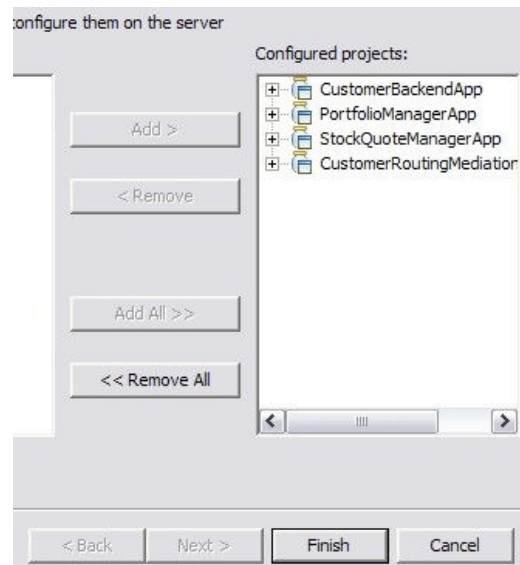 configure them on the server
Configured projects:
CustomerBackendApp
PortfolioManagerApp
StockQuoteManagerApp
CustomerRoutingMediation
Add >
< Remove
Add All >>
<< Remove All
< Back
Next >
Finish
Cancel